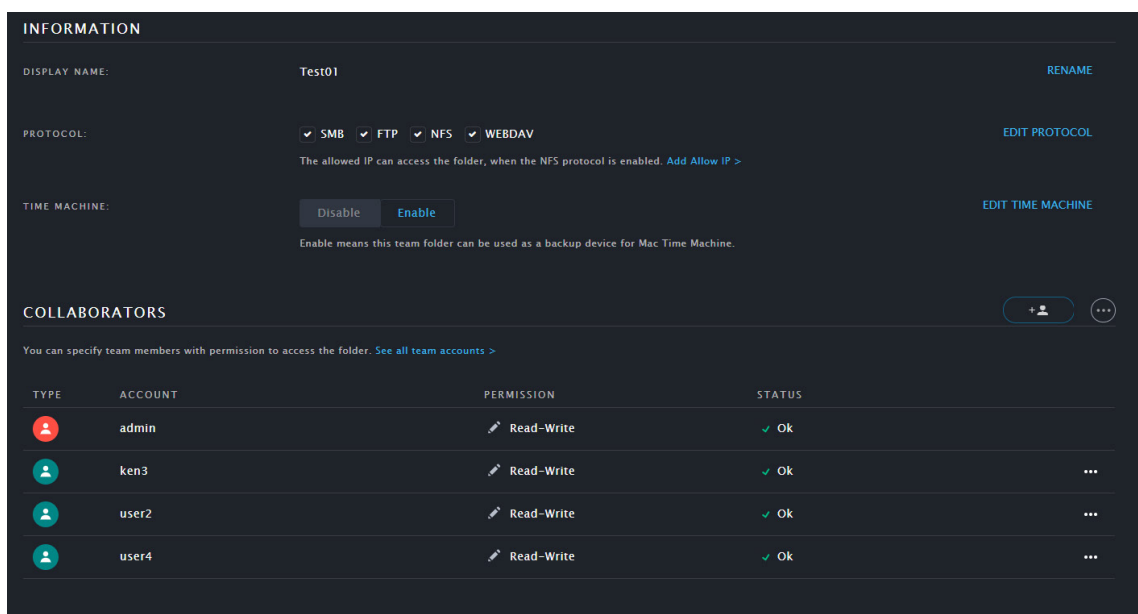 INFORMATION
DISPLAY NAME: Test01 RENAME
PROTOCOL: SMB FTP NFS WEBDAV EDIT PROTOCOL
The allowed IP can access the folder, when the NFS protocol is enabled. Add Allow IP >
TIME MACHINE: Disable Enable EDIT TIME MACHINE
Enable means this team folder can be used as a backup device for Mac Time Machine.
COLLABORATORS
You can specify team members with permission to access the folder. See all team accounts >
TYPE ACCOUNT PERMISSION STATUS
admin Read-Write Ok
ken3 Read-Write Ok
user2 Read-Write Ok
user4 Read-Write Ok